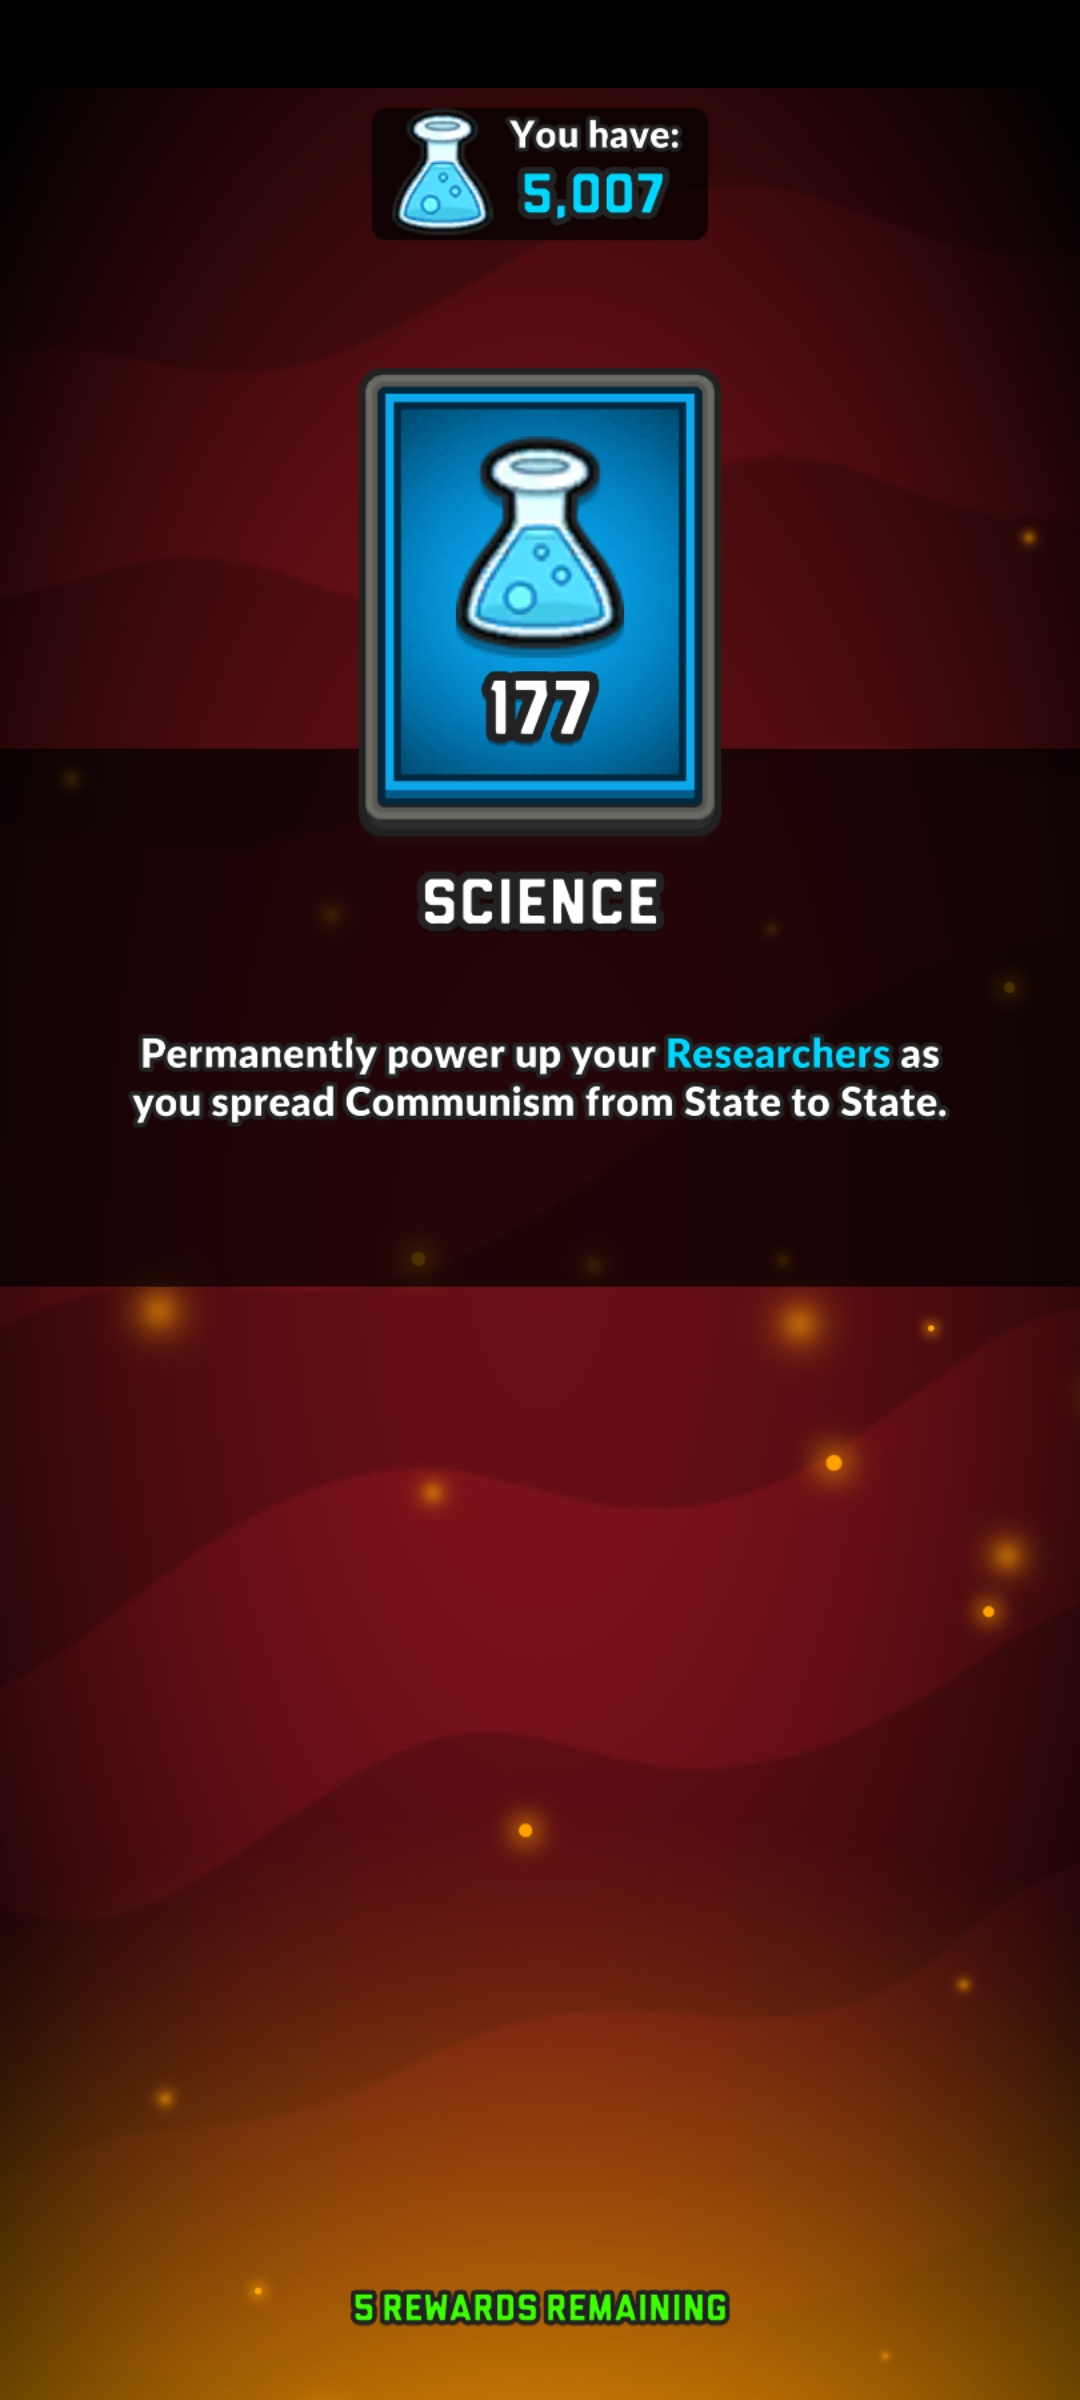 You have:
5,007
177
SCIENCE
Permanently power up your Researchers as
you spread Communism from State to State.
5 REWARDS REMAINING